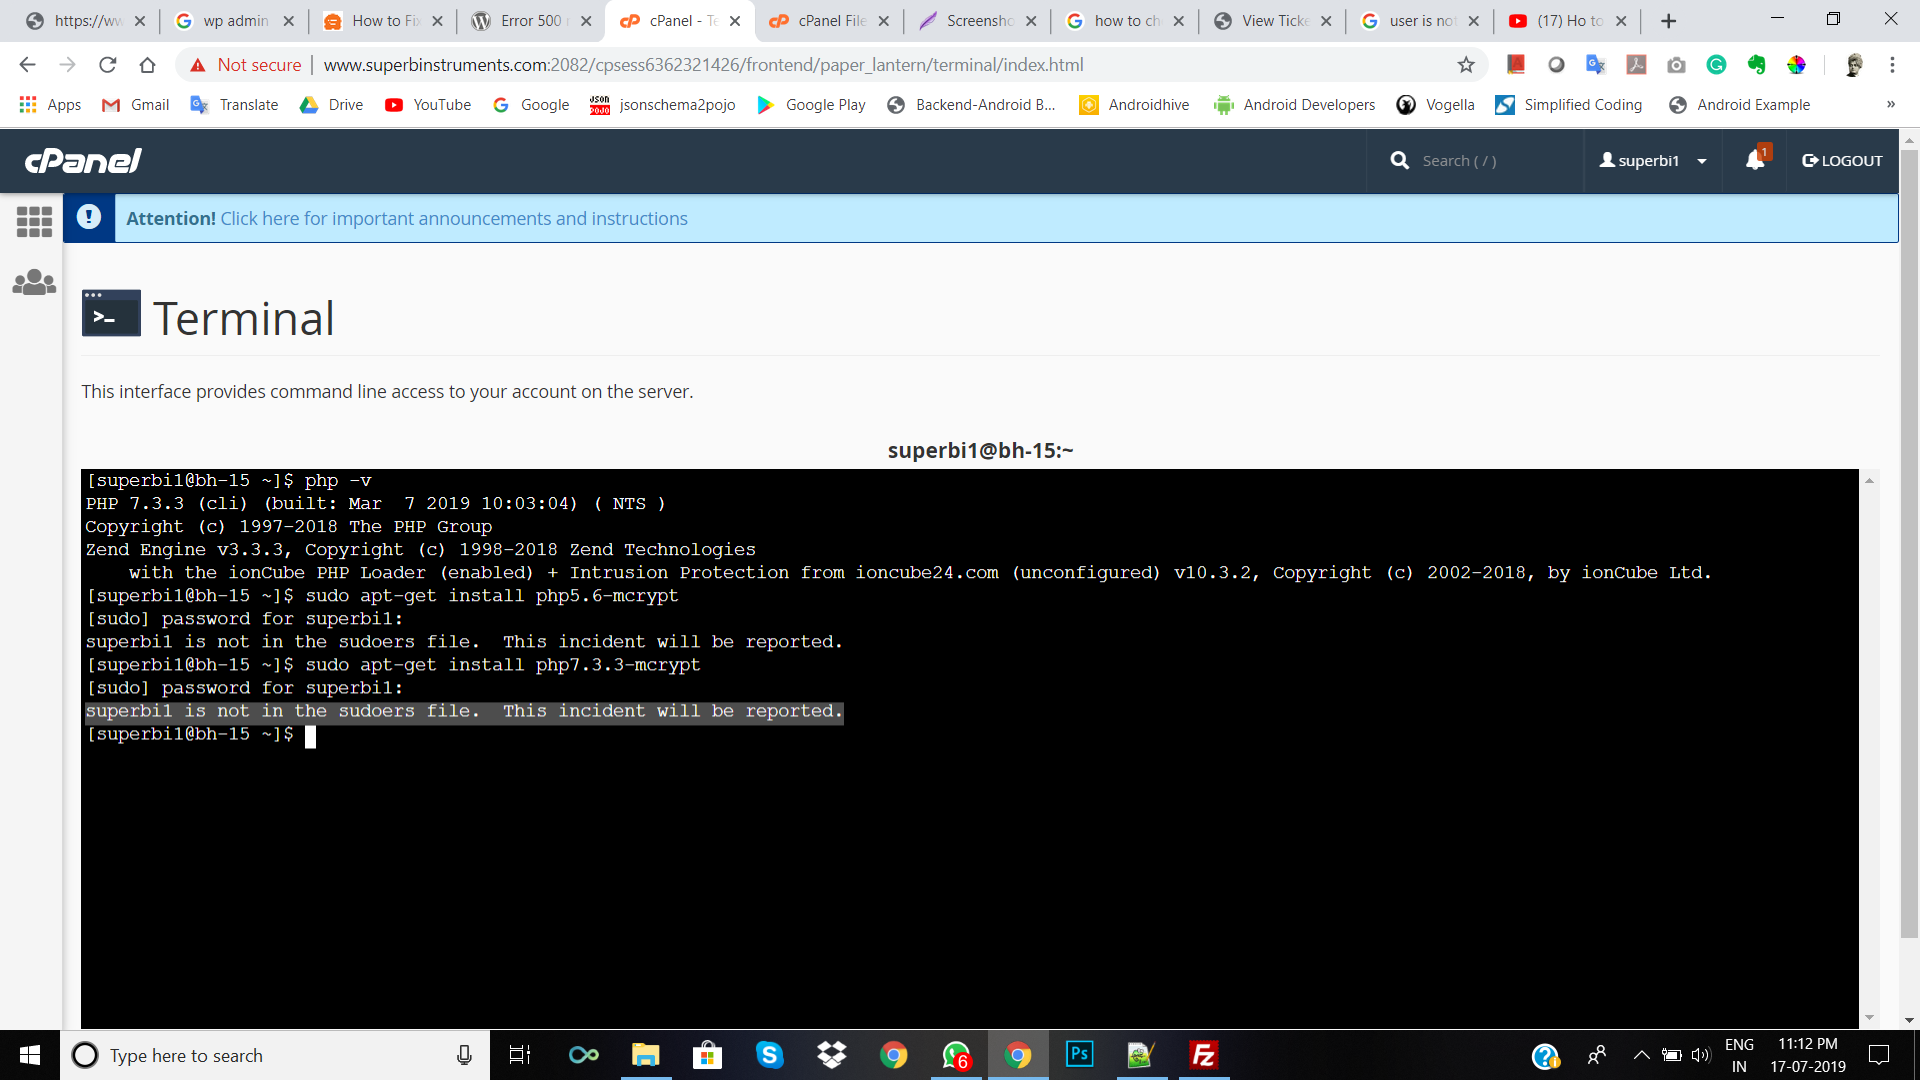 https://ww
wp admin
How to Fix
Error 500
cPanel - Te
cPanel File
Screensho
how to ch
View Ticke
user is no
(17) Ho to
Not secure
www.superbinstruments.com:2082/cpsess6362321426/frontend/paper_lantern/terminal/index.html
Apps
Gmail
Translate
Drive
YouTube
Google
jsonschema2pojo
Google Play
Backend-Android B...
Androidhive
Android Developers
Vogella
Simplified Coding
Android Example
»
cPanel
Search ( / )
superbi1
1
LOGOUT
Attention! Click here for important announcements and instructions
Terminal
This interface provides command line access to your account on the server.
superbi1@bh-15:~
[superbi1@bh-15 ~]$ php -v
PHP 7.3.3 (cli) (built: Mar  7 2019 10:03:04) ( NTS )
Copyright (c) 1997-2018 The PHP Group
Zend Engine v3.3.3, Copyright (c) 1998-2018 Zend Technologies
    with the ionCube PHP Loader (enabled) + Intrusion Protection from ioncube24.com (unconfigured) v10.3.2, Copyright (c) 2002-2018, by ionCube Ltd.
[superbi1@bh-15 ~]$ sudo apt-get install php5.6-mcrypt
[sudo] password for superbi1:
superbi1 is not in the sudoers file.  This incident will be reported.
[superbi1@bh-15 ~]$ sudo apt-get install php7.3.3-mcrypt
[sudo] password for superbi1:
superbi1 is not in the sudoers file.  This incident will be reported.
[superbi1@bh-15 ~]$
Type here to search
6
Ps
Fz
ENG
IN
11:12 PM
17-07-2019